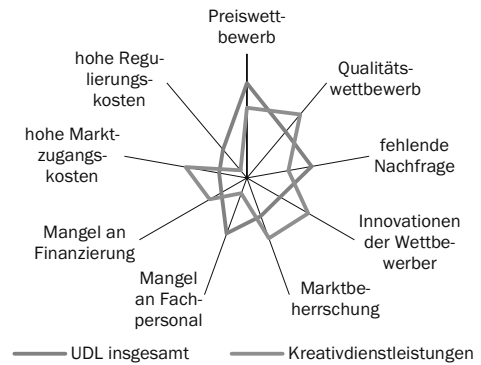 Preiswett-
bewerb
Qualitäts-
wettbewerb
fehlende
Nachfrage
Innovationen
der Wettbe-
werber
Marktbe-
herrschung
Mangel
an Fach-
personal
Mangel an
Finanzierung
hohe Markt-
zugangs-
kosten
hohe Regu-
lierungs-
kosten
UDL insgesamt
Kreativdienstleistungen